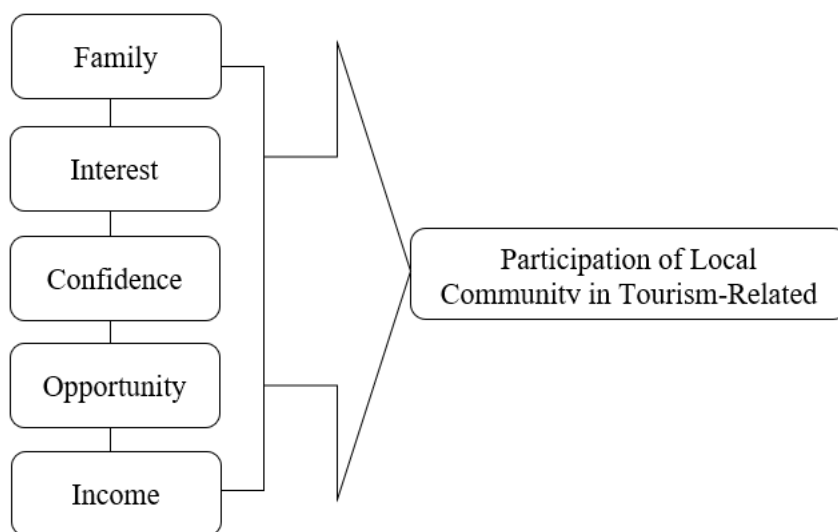 Family
Interest
Confidence
Opportunity
Income
Participation of Local
Community in Tourism-Related